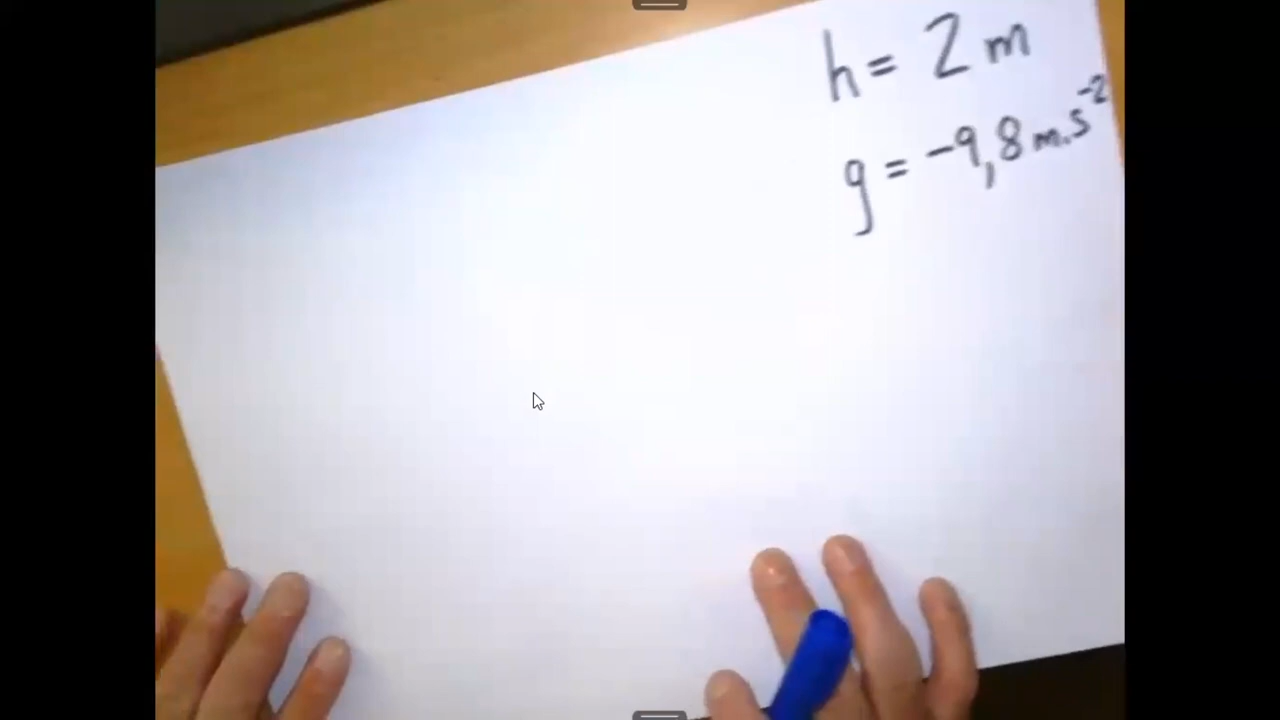 h = 2 m
g = -9,8 m.s⁻²